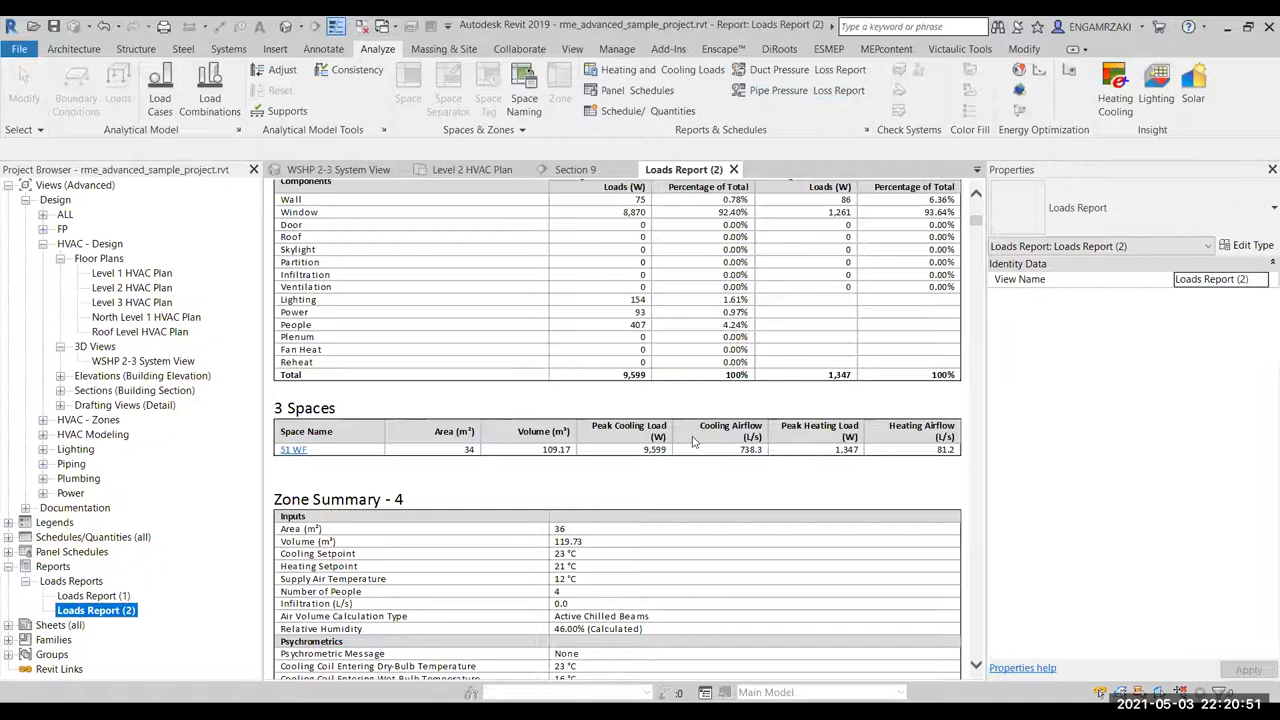 Autodesk Revit 2019 - rme_advanced_sample_project.rvt - Report: Loads Report (2)
Type a keyword or phrase
ENGAMRZAKI
File Architecture Structure Steel Systems Insert Annotate Analyze Massing & Site Collaborate View Manage Add-Ins Enscape™ DiRoots ESMEP MEPcontent Victaulic Tools Modify
Modify
Boundary Conditions
Loads
Load Cases
Load Combinations
Adjust
Reset
Supports
Consistency
Space
Space Separator
Space Tag
Space Naming
Zone
Heating and Cooling Loads
Panel Schedules
Schedule/ Quantities
Duct Pressure Loss Report
Pipe Pressure Loss Report
Heating Cooling
Lighting
Solar
Select Analytical Model Analytical Model Tools Spaces & Zones Reports & Schedules Check Systems Color Fill Energy Optimization Insight
Project Browser - rme_advanced_sample_project.rvt
Views (Advanced)
Design
ALL
FP
HVAC - Design
Floor Plans
Level 1 HVAC Plan
Level 2 HVAC Plan
Level 3 HVAC Plan
North Level 1 HVAC Plan
Roof Level HVAC Plan
3D Views
WSHP 2-3 System View
Elevations (Building Elevation)
Sections (Building Section)
Drafting Views (Detail)
HVAC - Zones
HVAC Modeling
Lighting
Piping
Plumbing
Power
Documentation
Legends
Schedules/Quantities (all)
Panel Schedules
Reports
Loads Reports
Loads Report (1)
Loads Report (2)
Sheets (all)
Families
Groups
Revit Links
WSHP 2-3 System View Level 2 HVAC Plan Section 9 Loads Report (2)
Components Loads (W) Percentage of Total Loads (W) Percentage of Total
Wall 75 0.78% 86 6.36%
Window 8,870 92.40% 1,261 93.64%
Door 0 0.00% 0 0.00%
Roof 0 0.00% 0 0.00%
Skylight 0 0.00% 0 0.00%
Partition 0 0.00% 0 0.00%
Infiltration 0 0.00% 0 0.00%
Ventilation 0 0.00% 0 0.00%
Lighting 154 1.61%
Power 93 0.97%
People 407 4.24%
Plenum 0 0.00%
Fan Heat 0 0.00%
Reheat 0 0.00%
Total 9,599 100% 1,347 100%
3 Spaces
Space Name Area (m²) Volume (m³) Peak Cooling Load (W) Cooling Airflow (L/s) Peak Heating Load (W) Heating Airflow (L/s)
51 WF 34 109.17 9,599 738.3 1,347 81.2
Zone Summary - 4
Inputs
Area (m²) 36
Volume (m³) 119.73
Cooling Setpoint 23 °C
Heating Setpoint 21 °C
Supply Air Temperature 12 °C
Number of People 4
Infiltration (L/s) 0.0
Air Volume Calculation Type Active Chilled Beams
Relative Humidity 46.00% (Calculated)
Psychrometrics
Psychrometric Message None
Cooling Coil Entering Dry-Bulb Temperature 23 °C
Cooling Coil Entering Wet-Bulb Temperature 16 °C
Properties
Loads Report
Loads Report: Loads Report (2) Edit Type
Identity Data
View Name Loads Report (2)
Properties help Apply
:0 Main Model
2021-05-03 22:20:51